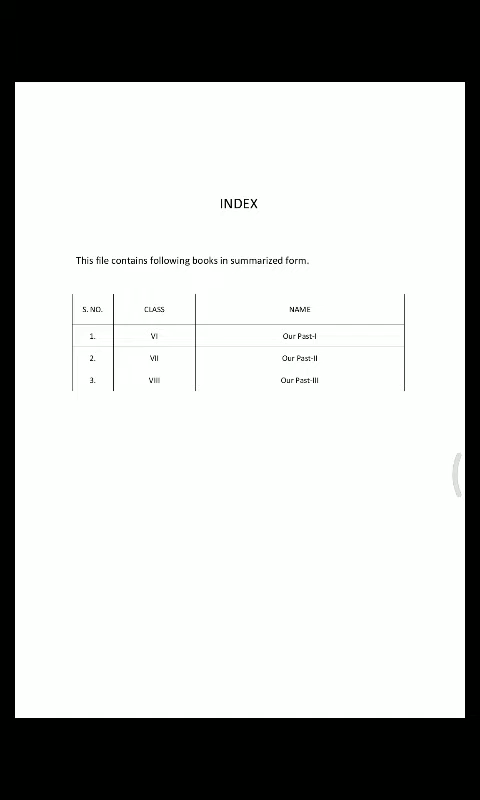 INDEX
This file contains following books in summarized form.
S. NO. CLASS NAME
1. VI Our Past-I
2. VII Our Past-II
3. VIII Our Past-III